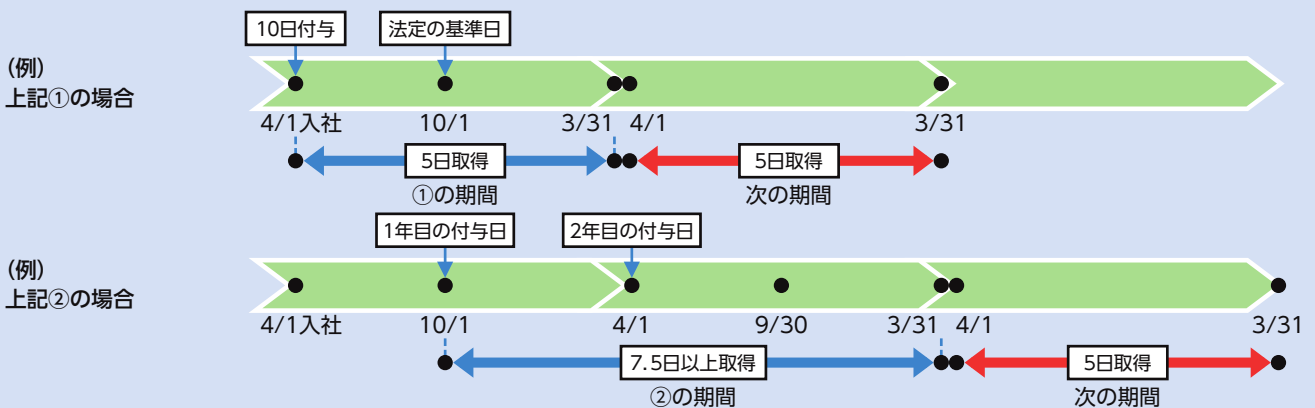 10日付与
法定の基準日
(例)
上記①の場合
4/1入社
10/1
3/31
4/1
3/31
5日取得
5日取得
①の期間
次の期間
1年目の付与日
2年目の付与日
(例)
上記②の場合
4/1入社
10/1
4/1
9/30
3/31
4/1
3/31
7.5日以上取得
5日取得
②の期間
次の期間